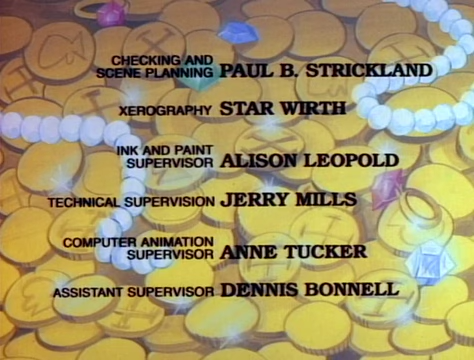 CHECKING AND
SCENE PLANNING PAUL B. STRICKLAND
XEROGRAPHY STAR WIRTH
INK AND PAINT
SUPERVISOR ALISON LEOPOLD
TECHNICAL SUPERVISION JERRY MILLS
COMPUTER ANIMATION
SUPERVISOR ANNE TUCKER
ASSISTANT SUPERVISOR DENNIS BONNELL